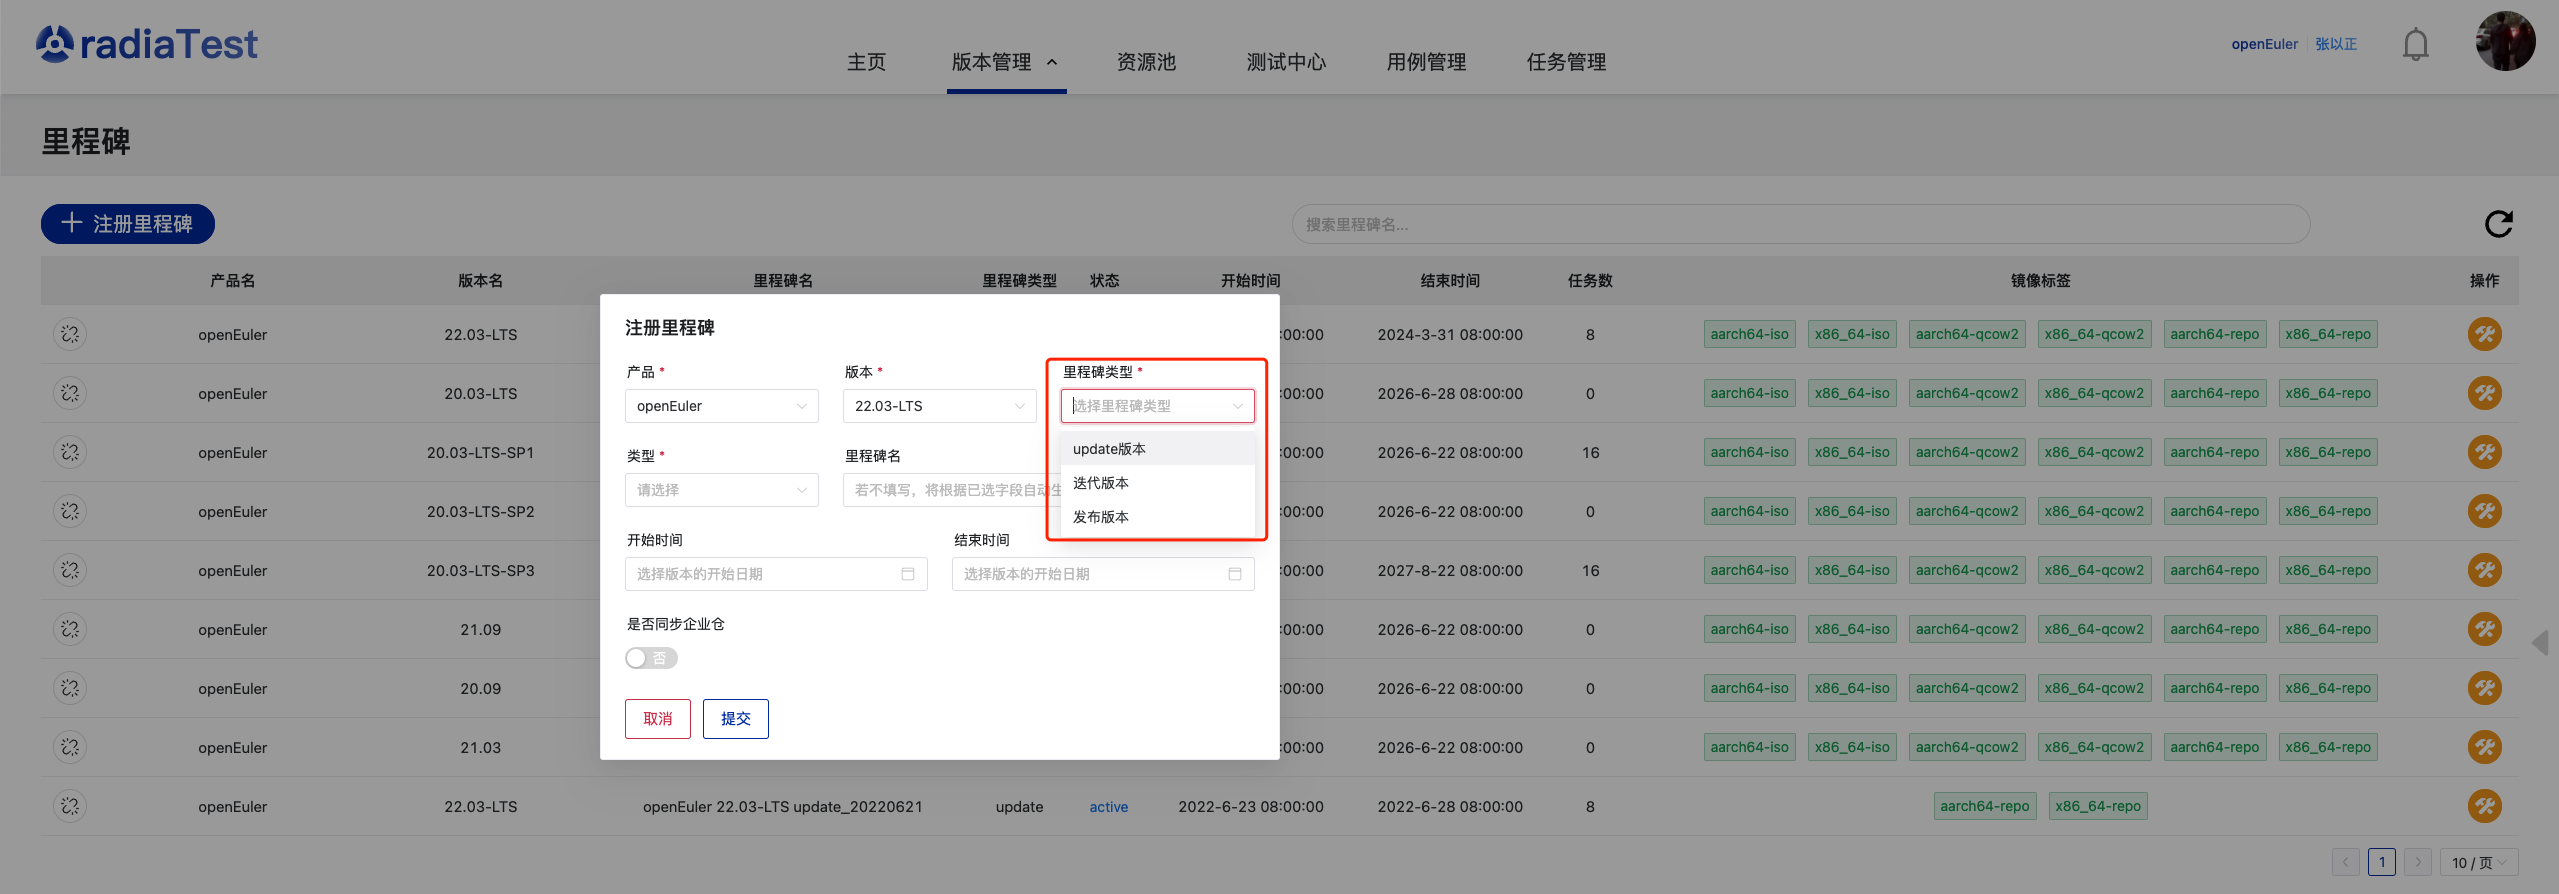 radiaTest
主页 版本管理 资源池 测试中心 用例管理 任务管理 openEuler 张以正
里程碑
注册里程碑 搜索里程碑名...
产品名 版本名 里程碑名 里程碑类型 状态 开始时间 结束时间 任务数 镜像标签 操作
openEuler 22.03-LTS :00:00 2024-3-31 08:00:00 8 aarch64-iso x86_64-iso aarch64-qcow2 x86_64-qcow2 aarch64-repo x86_64-repo
openEuler 20.03-LTS :00:00 2026-6-28 08:00:00 0 aarch64-iso x86_64-iso aarch64-qcow2 x86_64-qcow2 aarch64-repo x86_64-repo
openEuler 20.03-LTS-SP1 :00:00 2026-6-22 08:00:00 16 aarch64-iso x86_64-iso aarch64-qcow2 x86_64-qcow2 aarch64-repo x86_64-repo
openEuler 20.03-LTS-SP2 :00:00 2026-6-22 08:00:00 0 aarch64-iso x86_64-iso aarch64-qcow2 x86_64-qcow2 aarch64-repo x86_64-repo
openEuler 20.03-LTS-SP3 :00:00 2027-8-22 08:00:00 16 aarch64-iso x86_64-iso aarch64-qcow2 x86_64-qcow2 aarch64-repo x86_64-repo
openEuler 21.09 :00:00 2026-6-22 08:00:00 0 aarch64-iso x86_64-iso aarch64-qcow2 x86_64-qcow2 aarch64-repo x86_64-repo
openEuler 20.09 :00:00 2026-6-22 08:00:00 0 aarch64-iso x86_64-iso aarch64-qcow2 x86_64-qcow2 aarch64-repo x86_64-repo
openEuler 21.03 :00:00 2026-6-22 08:00:00 0 aarch64-iso x86_64-iso aarch64-qcow2 x86_64-qcow2 aarch64-repo x86_64-repo
openEuler 22.03-LTS openEuler 22.03-LTS update_20220621 update active 2022-6-23 08:00:00 2022-6-28 08:00:00 8 aarch64-repo x86_64-repo
1 10 / 页
注册里程碑
产品 * 版本 * 里程碑类型 *
openEuler 22.03-LTS 选择里程碑类型
update版本
迭代版本
发布版本
类型 * 里程碑名
请选择 若不填写，将根据已选字段自动生
开始时间 结束时间
选择版本的开始日期 选择版本的开始日期
是否同步企业仓
否
取消 提交